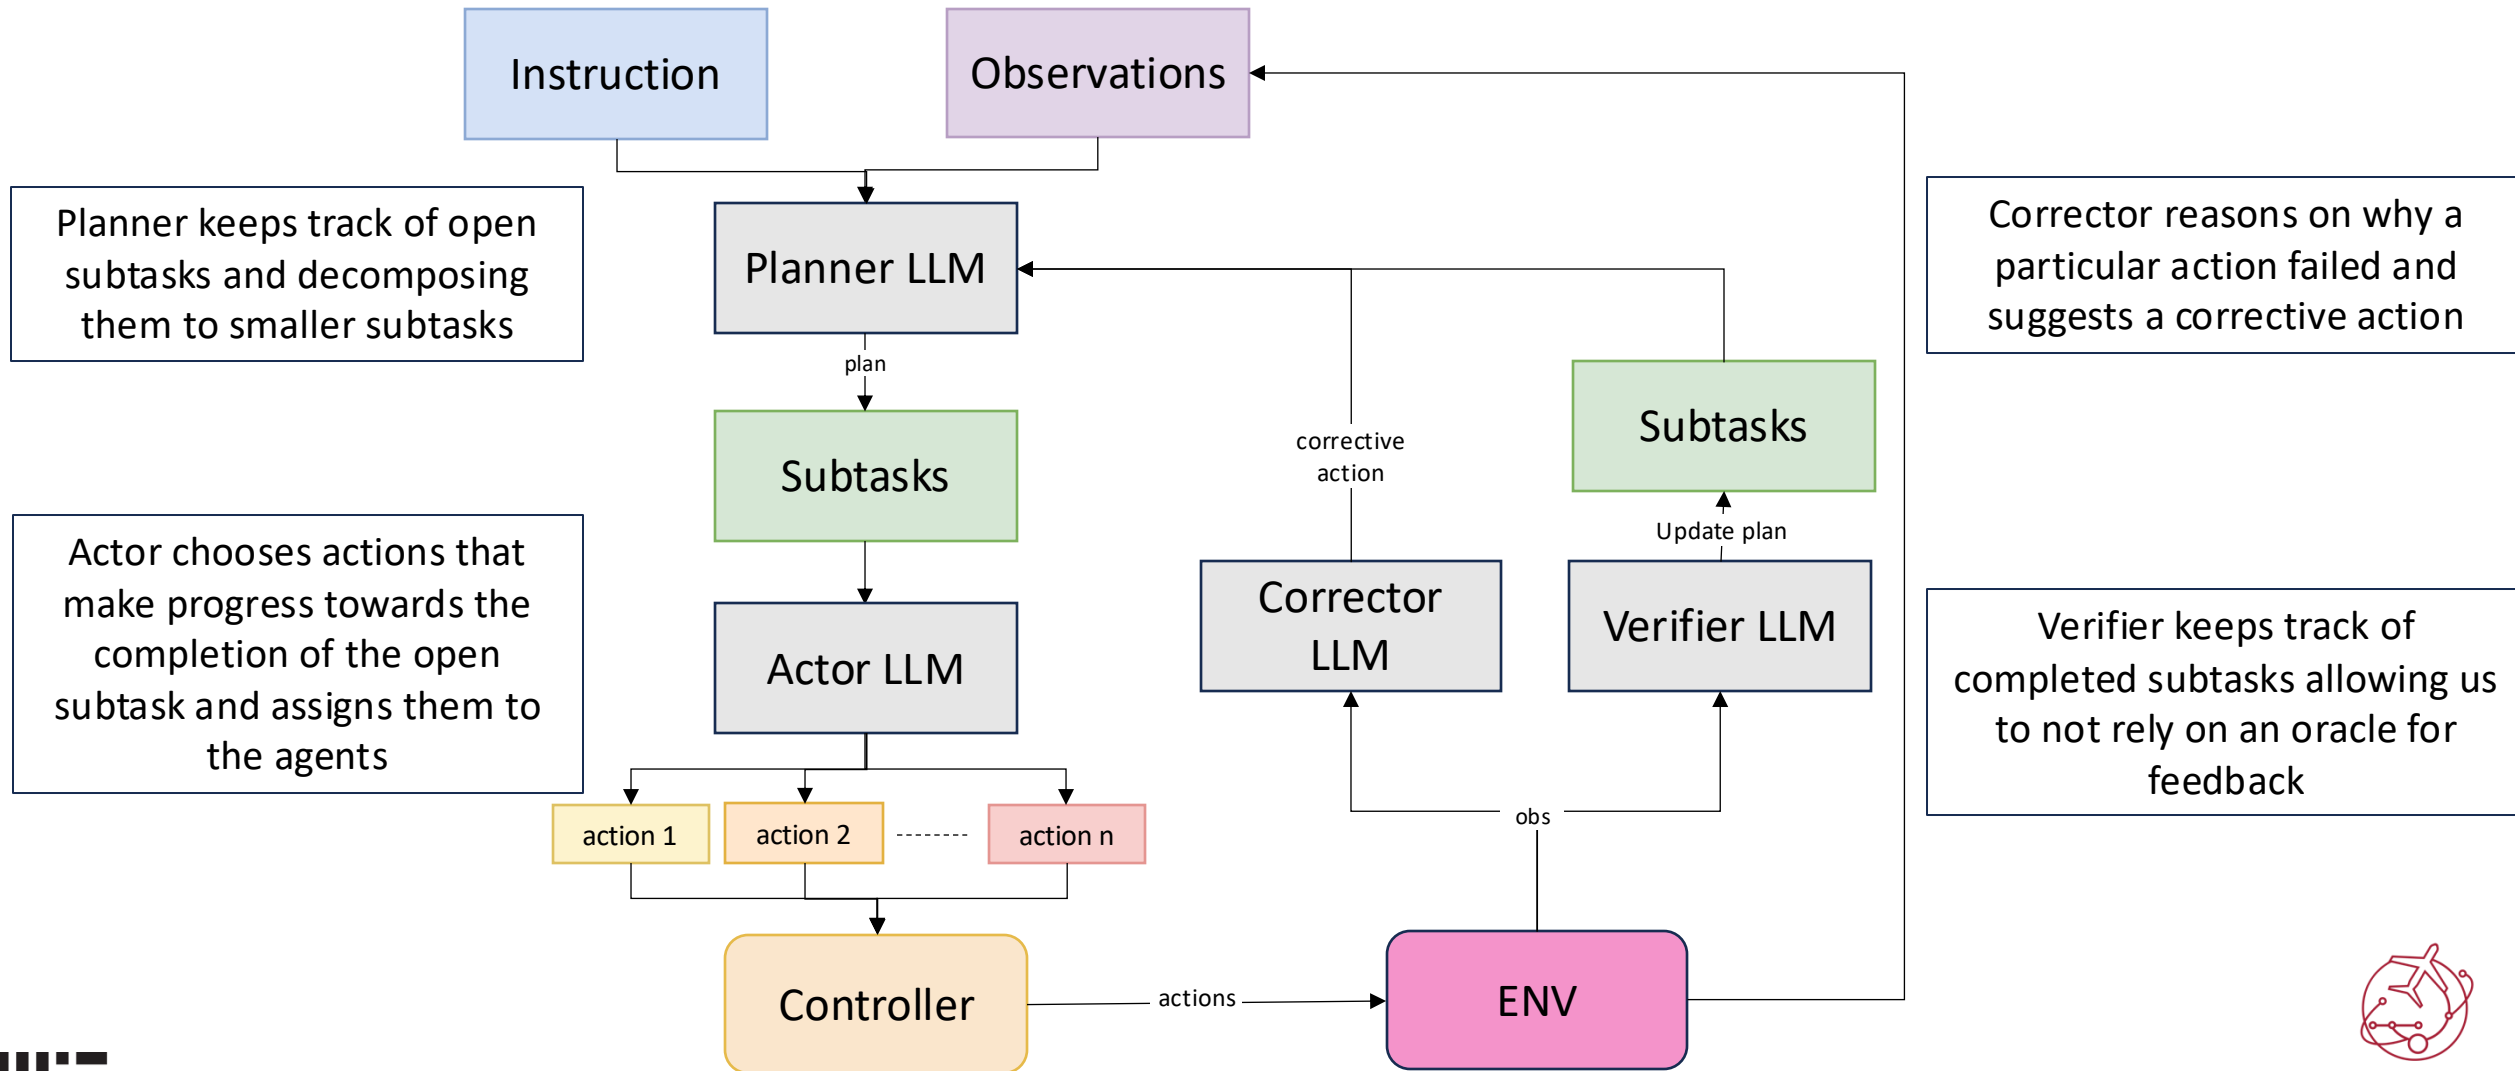 Instruction
Observations
Planner keeps track of open
subtasks and decomposing
them to smaller subtasks
Planner LLM
Corrector reasons on why a
particular action failed and
suggests a corrective action
plan
Subtasks
corrective
action
Subtasks
Update plan
Actor chooses actions that
make progress towards the
completion of the open
subtask and assigns them to
the agents
Actor LLM
Corrector
LLM
Verifier LLM
Verifier keeps track of
completed subtasks allowing us
to not rely on an oracle for
feedback
action 1
action 2
action n
obs
Controller
actions
ENV